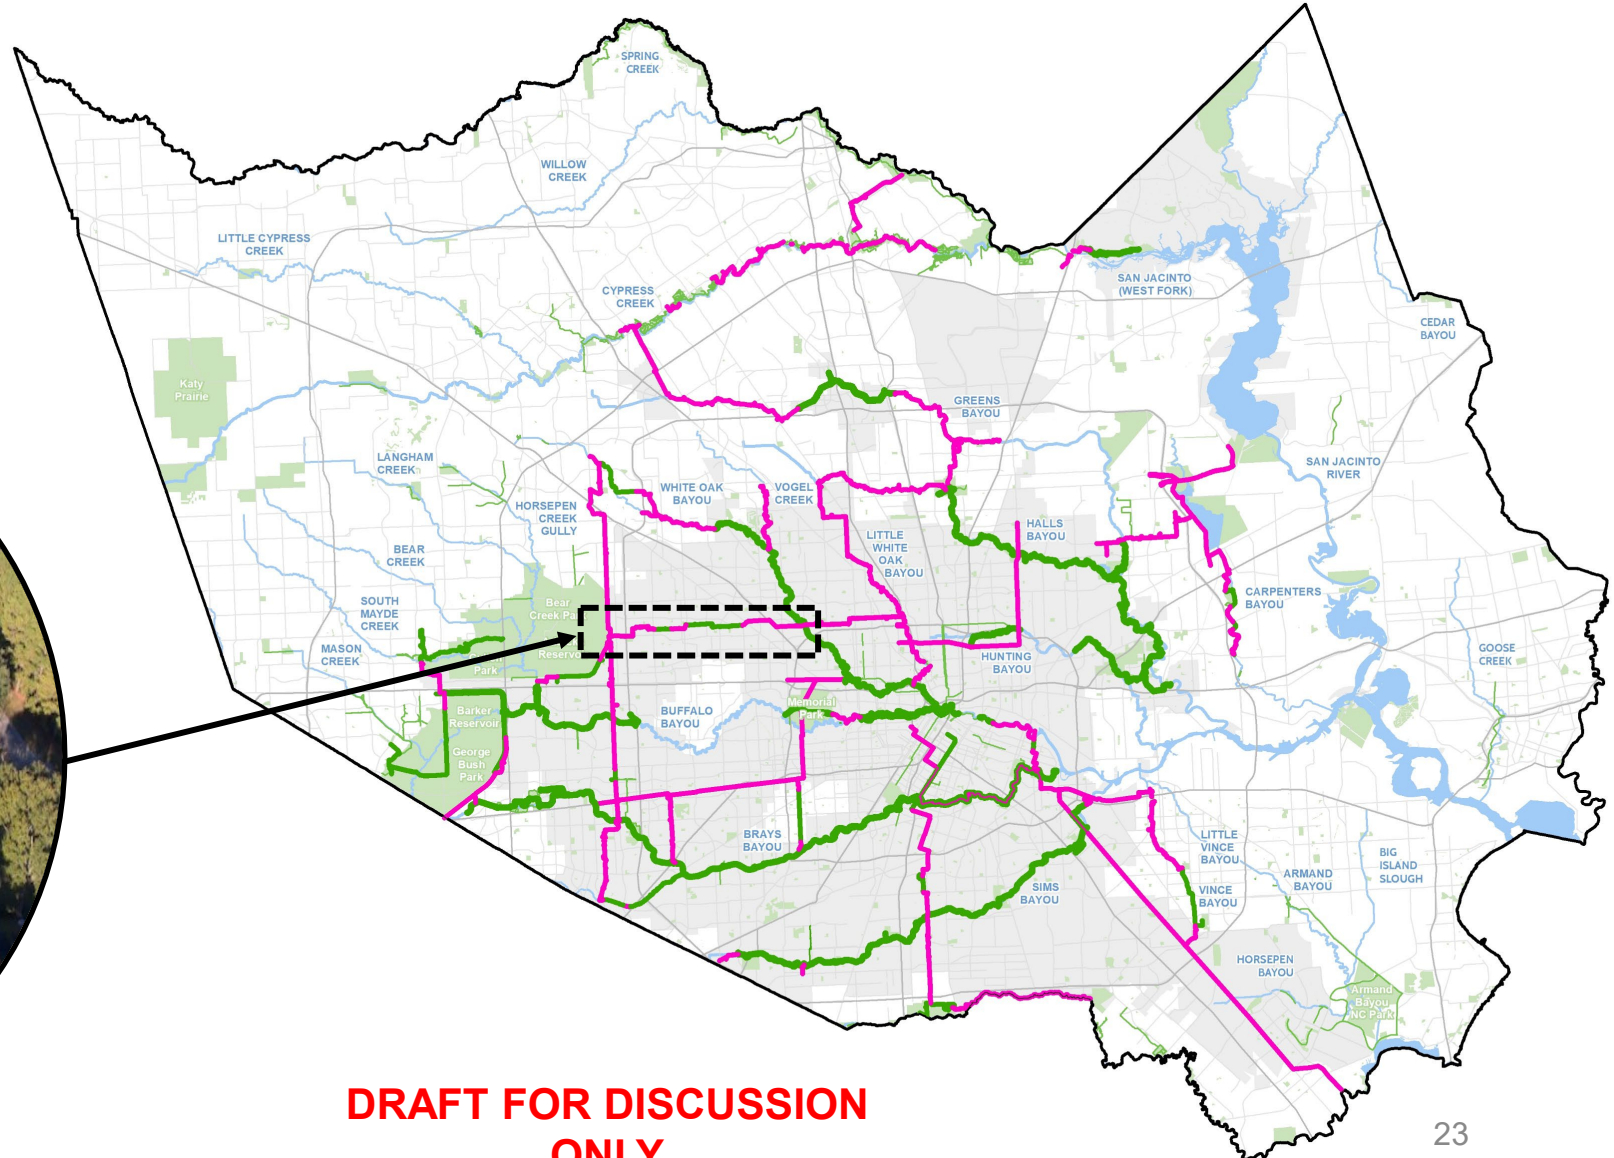 SPRING
CREEK
WILLOW
CREEK
LITTLE CYPRESS
CREEK
CYPRESS
CREEK
SAN JACINTO
(WEST FORK)
CEDAR
BAYOU
Katy
Prairie
GREENS
BAYOU
LANGHAM
CREEK
WHITE OAK
BAYOU
VOGEL
CREEK
SAN JACINTO
RIVER
HORSEPEN
CREEK
GULLY
HALLS
BAYOU
LITTLE
WHITE
OAK
BAYOU
BEAR
CREEK
SOUTH
MAYDE
CREEK
Bear
Creek
CARPENTERS
BAYOU
MASON
CREEK
Park
HUNTING
BAYOU
GOOSE
CREEK
Barker
Reservoir
BUFFALO
BAYOU
Memorial
Park
George
Bush
Park
BRAYS
BAYOU
LITTLE
VINCE
BAYOU
BIG
ISLAND
SLOUGH
ARMAND
BAYOU
SIMS
BAYOU
VINCE
BAYOU
HORSEPEN
BAYOU
Armand
Bayou
NC Park
DRAFT FOR DISCUSSION
ONLY
23